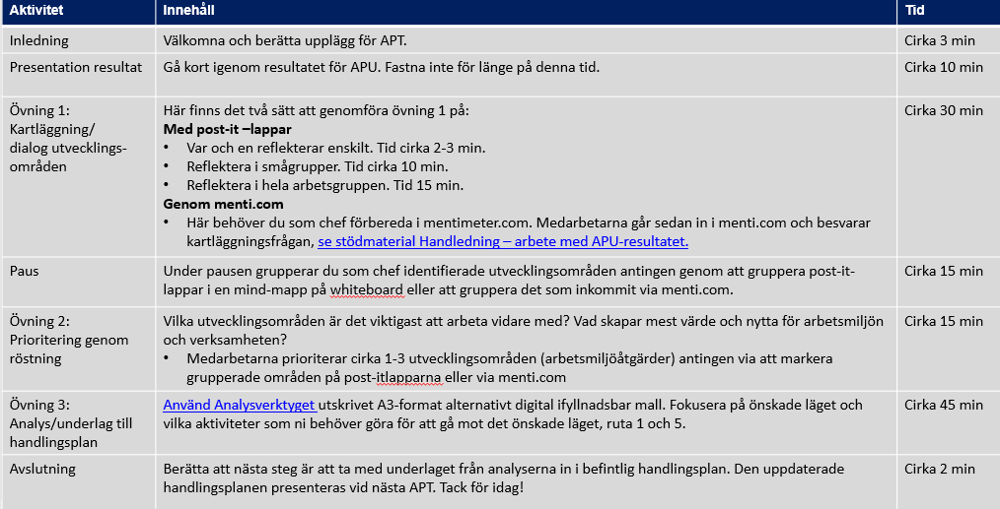 Aktivitet Innehåll Tid
Inledning Välkomna och berätta upplägg för APT. Cirka 3 min
Presentation resultat Gå kort igenom resultatet för APU. Fastna inte för länge på denna tid. Cirka 10 min
Övning 1: Här finns det två sätt att genomföra övning 1 på: Cirka 30 min
Kartläggning/ Med post-it –lappar
dialog utvecklings- • Var och en reflekterar enskilt. Tid cirka 2-3 min.
områden • Reflektera i smågrupper. Tid cirka 10 min.
• Reflektera i hela arbetsgruppen. Tid 15 min.
Genom menti.com
• Här behöver du som chef förbereda i mentimeter.com. Medarbetarna går sedan in i menti.com och besvarar
kartläggningsfrågan, se stödmaterial Handledning – arbete med APU-resultatet.
Paus Under pausen grupperar du som chef identifierade utvecklingsområden antingen genom att gruppera post-it- Cirka 15 min
lappar i en mind-mapp på whiteboard eller att gruppera det som inkommit via menti.com.
Övning 2: Vilka utvecklingsområden är det viktigast att arbeta vidare med? Vad skapar mest värde och nytta för arbetsmiljön Cirka 15 min
Prioritering genom och verksamheten?
röstning • Medarbetarna prioriterar cirka 1-3 utvecklingsområden (arbetsmiljöåtgärder) antingen via att markera
grupperade områden på post-itlapparna eller via menti.com
Övning 3: Använd Analysverktyget utskrivet A3-format alternativt digital ifyllnadsbar mall. Fokusera på önskade läget och Cirka 45 min
Analys/underlag till vilka aktiviteter som ni behöver göra för att gå mot det önskade läget, ruta 1 och 5.
handlingsplan
Avslutning Berätta att nästa steg är att ta med underlaget från analyserna in i befintlig handlingsplan. Den uppdaterade Cirka 2 min
handlingsplanen presenteras vid nästa APT. Tack för idag!